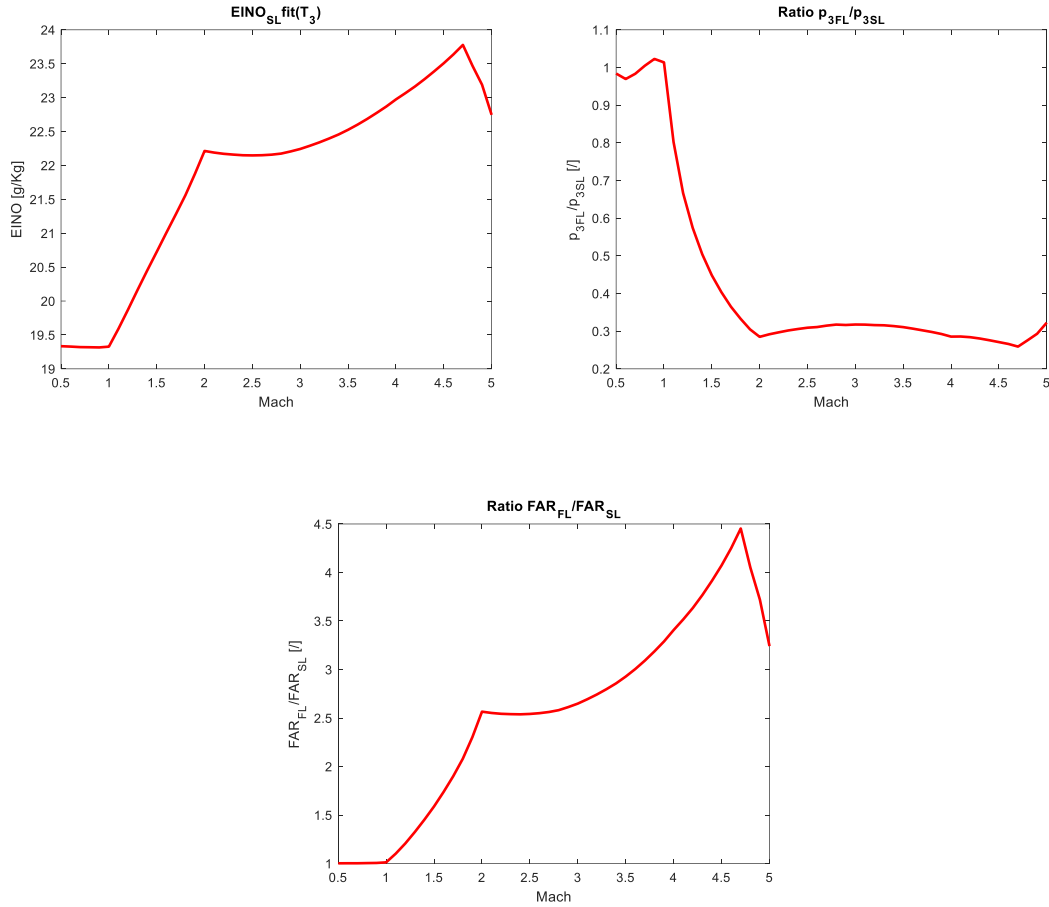 EINO_SL fit(T_3)
24
23.5
23
22.5
22
21.5
21
20.5
20
19.5
19
EINO [g/Kg]
0.5 1 1.5 2 2.5 3 3.5 4 4.5 5
Mach
Ratio p_3FL/p_3SL
1.1
1
0.9
0.8
0.7
0.6
0.5
0.4
0.3
0.2
p_3FL/p_3SL [/]
0.5 1 1.5 2 2.5 3 3.5 4 4.5 5
Mach
Ratio FAR_FL/FAR_SL
4.5
4
3.5
3
2.5
2
1.5
1
FAR_FL/FAR_SL [/]
0.5 1 1.5 2 2.5 3 3.5 4 4.5 5
Mach